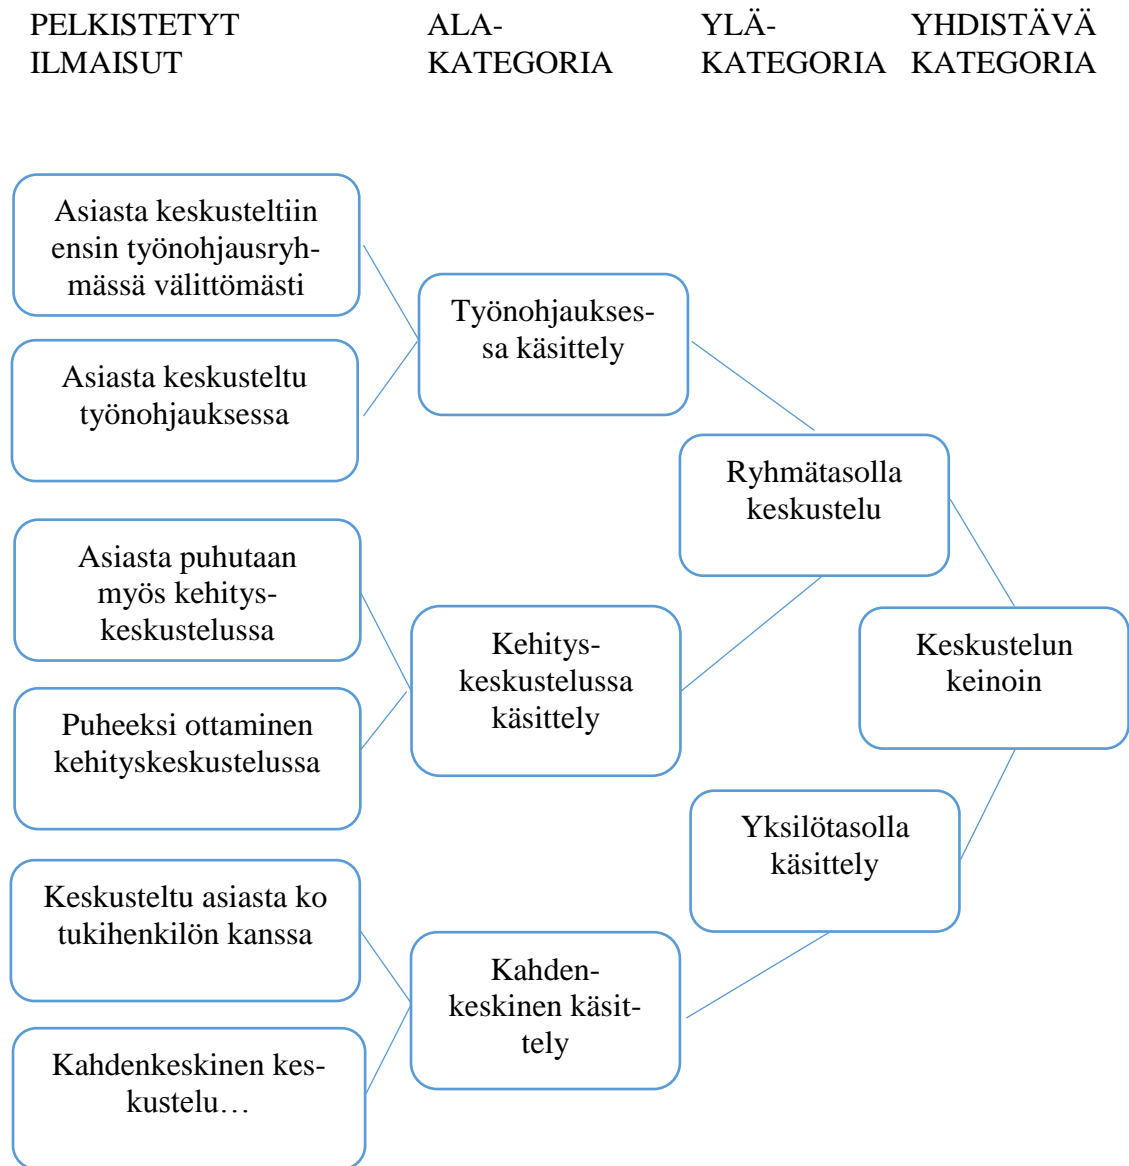 PELKISTETYT
ILMAISUT
ALA-
KATEGORIA
YLÄ-
KATEGORIA
YHDISTÄVÄ
KATEGORIA
Asiasta keskusteltiin
ensin työnohjausryh-
mässä välittömästi
Asiasta keskusteltu
työnohjauksessa
Asiasta puhutaan
myös kehitys-
keskustelussa
Puheeksi ottaminen
kehityskeskustelussa
Keskusteltu asiasta ko
tukihenkilön kanssa
Kahdenkeskinen kes-
kustelu…
Työnohjaukses-
sa käsittely
Kehitys-
keskustelussa
käsittely
Kahden-
keskinen käsit-
tely
Ryhmätasolla
keskustelu
Yksilötasolla
käsittely
Keskustelun
keinoin